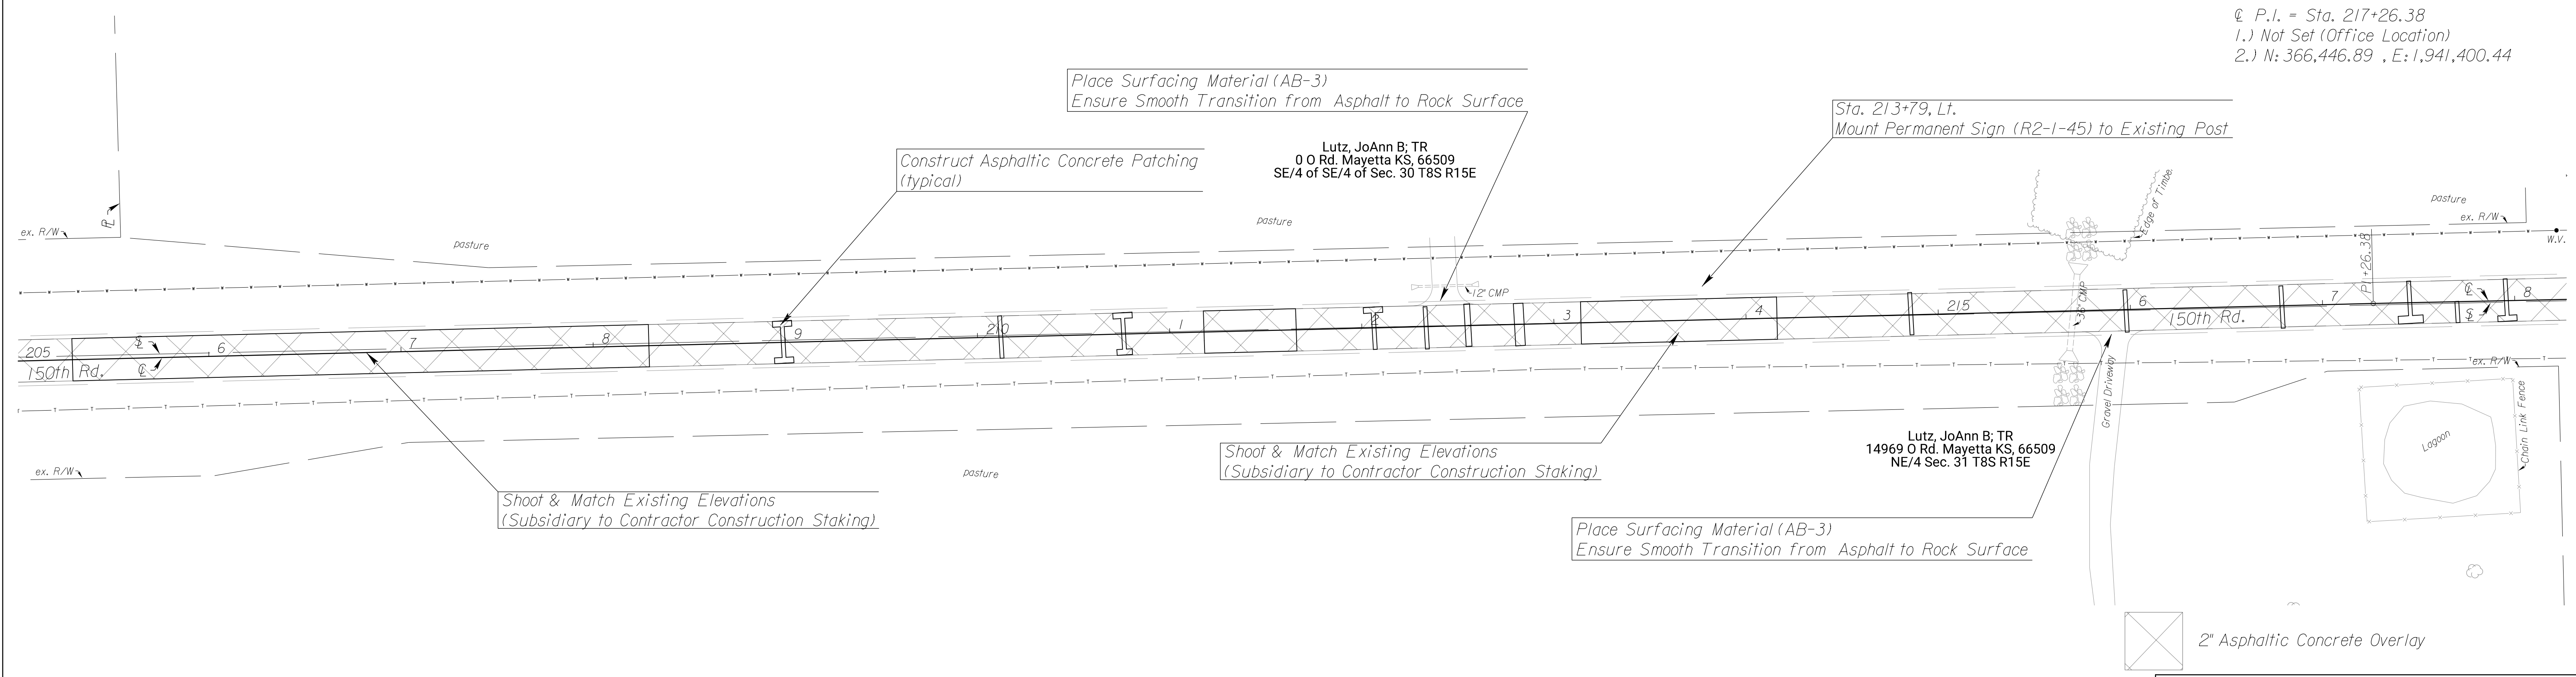 ℄ P.I. = Sta. 217+26.38
1.) Not Set (Office Location)
2.) N: 366,446.89 , E: 1,941,400.44
Place Surfacing Material (AB-3)
Ensure Smooth Transition from Asphalt to Rock Surface
Sta. 213+79, Lt.
Mount Permanent Sign (R2-1-45) to Existing Post
Construct Asphaltic Concrete Patching
(typical)
Lutz, JoAnn B; TR
0 O Rd. Mayetta KS, 66509
SE/4 of SE/4 of Sec. 30 T8S R15E
Edge of Timbe
pasture
ex. R/W
PL
ex. R/W
pasture
pasture
PI +26.38
W.V.
12" CMP
36" CMP
205
6
7
8
9
210
1
2
3
4
215
6
7
8
℄
℄
℄
℄
150th Rd.
150th Rd.
ex. R/W
Gravel Driveway
Chain Link Fence
Lagoon
Shoot & Match Existing Elevations
(Subsidiary to Contractor Construction Staking)
Lutz, JoAnn B; TR
14969 O Rd. Mayetta KS, 66509
NE/4 Sec. 31 T8S R15E
ex. R/W
pasture
Shoot & Match Existing Elevations
(Subsidiary to Contractor Construction Staking)
Place Surfacing Material (AB-3)
Ensure Smooth Transition from Asphalt to Rock Surface
2" Asphaltic Concrete Overlay